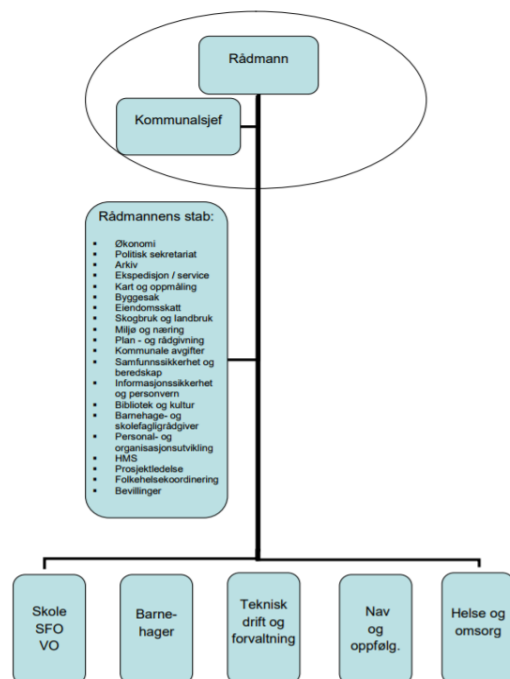 Rådmann
Kommunalsjef
Rådmannens stab:
▪ Økonomi
▪ Politisk sekretariat
▪ Arkiv
▪ Ekspedisjon / service
▪ Kart og oppmåling
▪ Byggesak
▪ Eiendomsskatt
▪ Skogbruk og landbruk
▪ Miljø og næring
▪ Plan - og rådgivning
▪ Kommunale avgifter
▪ Samfunnssikkerhet og
beredskap
▪ Informasjonssikkerhet
og personvern
▪ Bibliotek og kultur
▪ Barnehage- og
skolefagligrådgiver
▪ Personal- og
organisasjonsutvikling
▪ HMS
▪ Prosjektledelse
▪ Folkehelsekoordinering
▪ Bevillinger
Skole
SFO
VO
Barne-
hager
Teknisk
drift og
forvaltning
Nav
og
oppfølg.
Helse og
omsorg